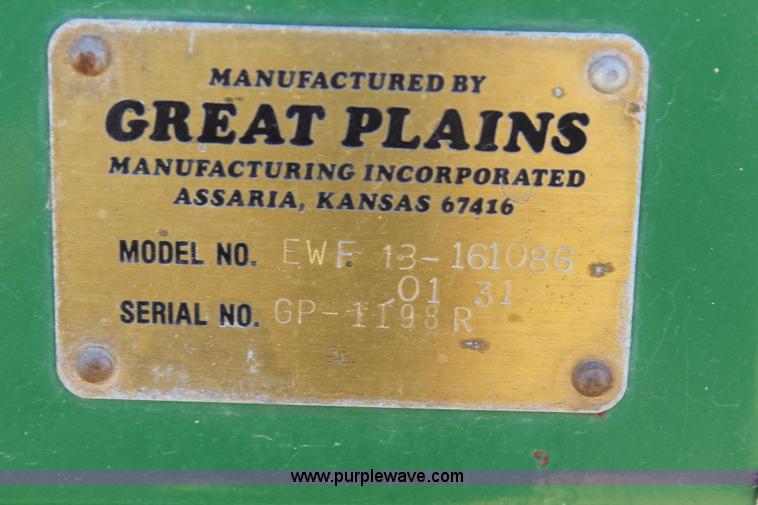 MANUFACTURED BY
GREAT PLAINS
MANUFACTURING INCORPORATED
ASSARIA, KANSAS 67416
MODEL NO. EWF. 13-161086
01 31
SERIAL NO. GP-1198R
www.purplewave.com